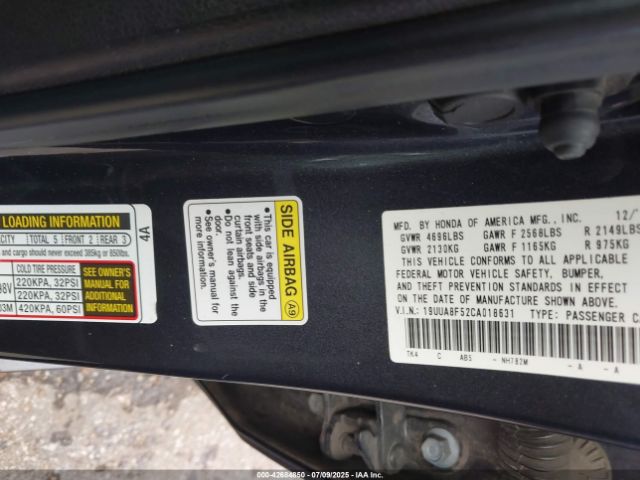 LOADING INFORMATION
CITY TOTAL 5 FRONT 2 REAR 3
and cargo should never exceed 385kg or 850lbs.
COLD TIRE PRESSURE
220KPA, 32PSI
220KPA, 32PSI
420KPA, 60PSI
SEE OWNER'S
MANUAL FOR
ADDITIONAL
INFORMATION
4A
SIDE AIRBAG A9
•This car is equipped
with side airbags in the
front seats and side
curtain airbags.
•Do not lean against the
door.
•See owner's manual for
more information.
MFD. BY HONDA OF AMERICA MFG., INC. 12/
GVWR 4696LBS GAWR F 2568LBS R 2149LBS
GVWR 2130KG GAWR F 1165KG R 975KG
THIS VEHICLE CONFORMS TO ALL APPLICABLE
FEDERAL MOTOR VEHICLE SAFETY, BUMPER,
AND THEFT PREVENTION STANDARDS IN EFFECT
ON THE DATE OF MANUFACTURE SHOWN ABOVE.
V.I.N.: 19UUA8F52CA018631 TYPE: PASSENGER CA
TK4 C AB5 - NH782M - A - A
000-42684850 | 07/09/2025 - IAA Inc.